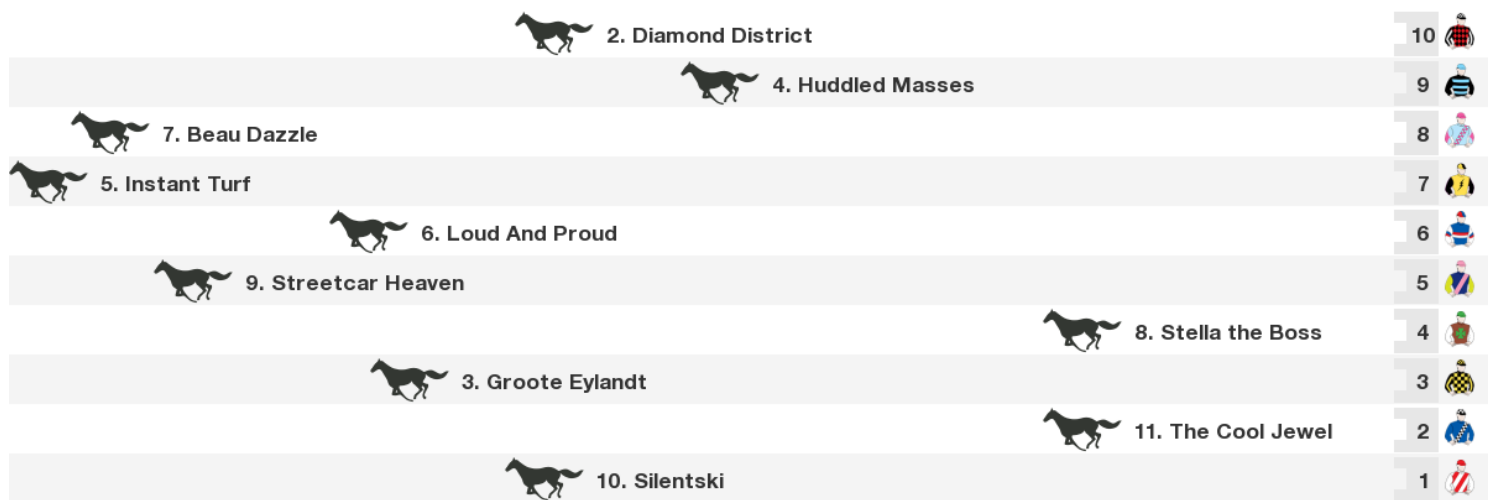 2. Diamond District 10
4. Huddled Masses 9
7. Beau Dazzle 8
5. Instant Turf 7
6. Loud And Proud 6
9. Streetcar Heaven 5
8. Stella the Boss 4
3. Groote Eylandt 3
11. The Cool Jewel 2
10. Silentski 1